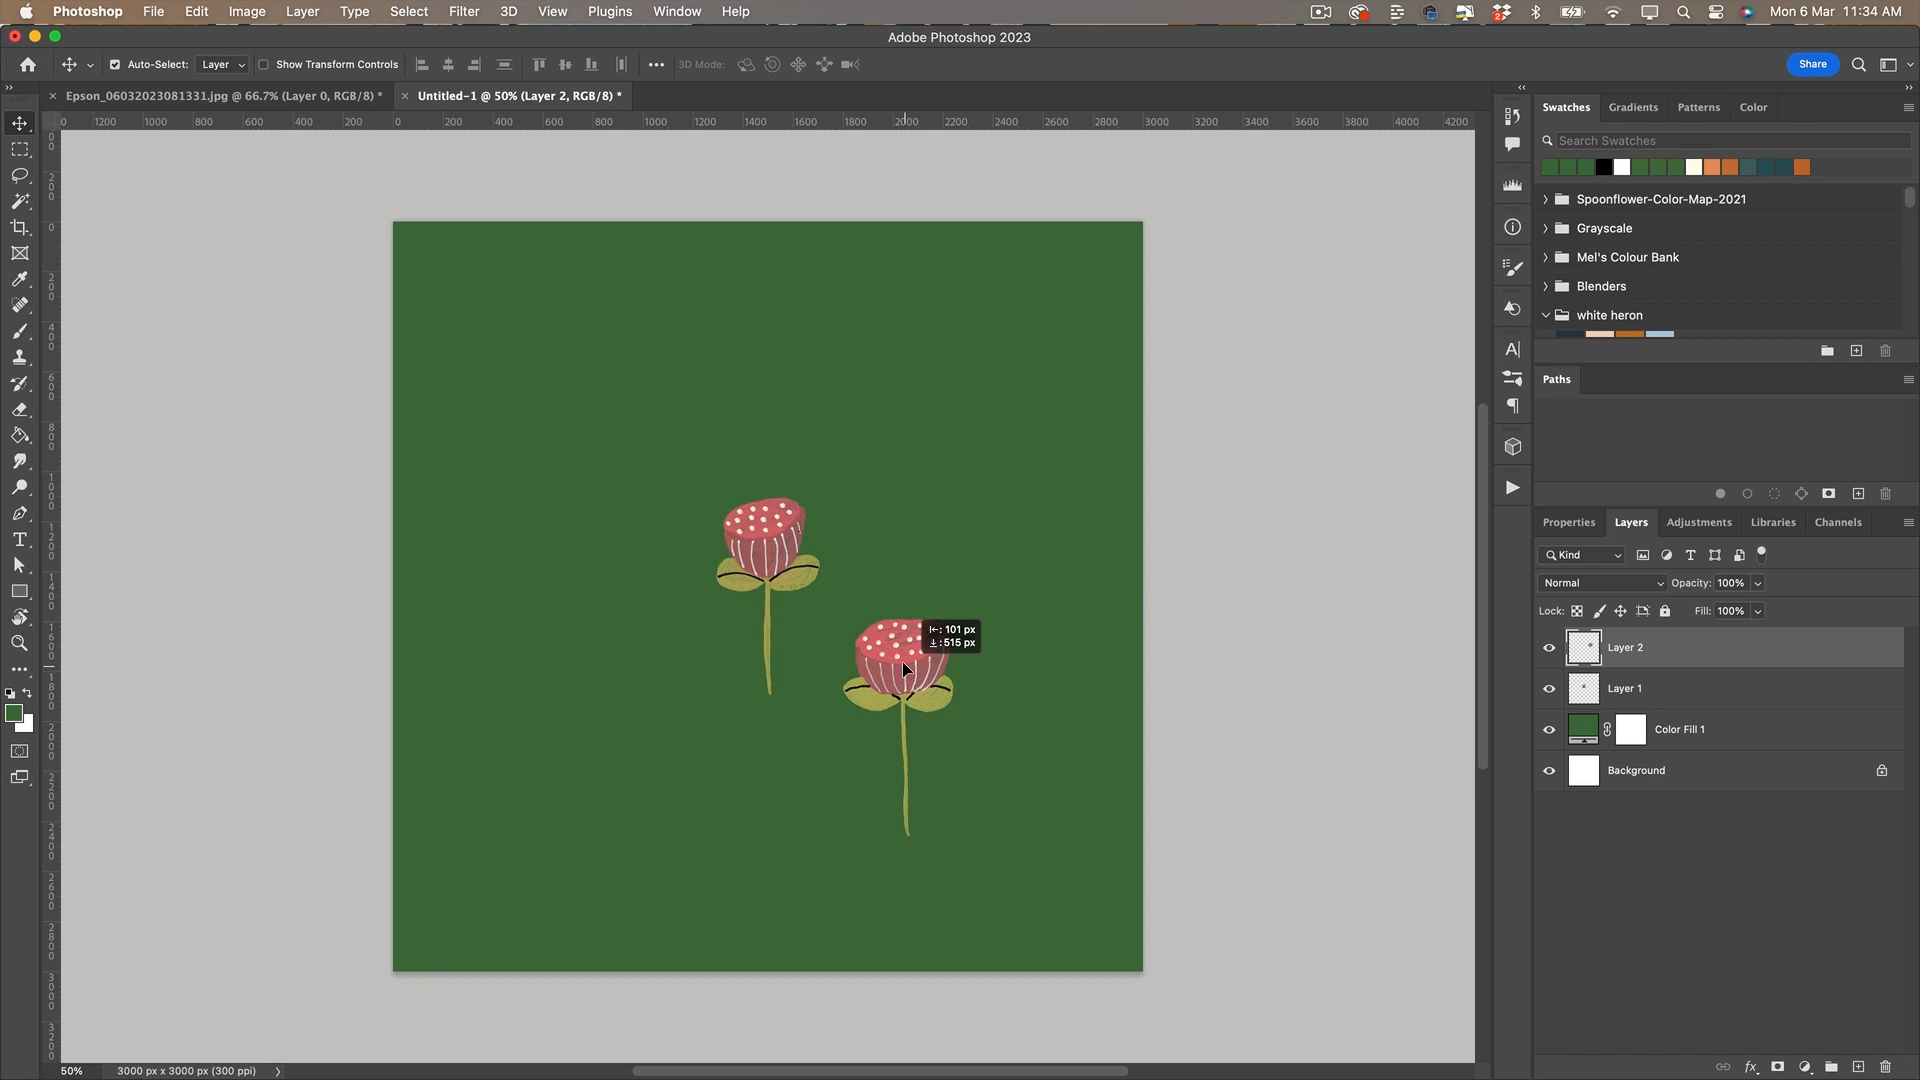 Photoshop File Edit Image Layer Type Select Filter 3D View Plugins Window Help Mon 6 Mar 11:34 AM
Adobe Photoshop 2023
Auto-Select: Layer Show Transform Controls 3D Mode: Share
Epson_06032023081331.jpg @ 66.7% (Layer 0, RGB/8) * Untitled-1 @ 50% (Layer 2, RGB/8) *
Swatches Gradients Patterns Color
0 1200 1000 800 600 400 200 0 200 400 600 800 1000 1200 1400 1600 1800 2000 2200 2400 2600 2800 3000 3200 3400 3600 3800 4000 4200
Search Swatches
Spoonflower-Color-Map-2021
Grayscale
Mel's Colour Bank
Blenders
white heron
Paths
Properties Layers Adjustments Libraries Channels
Kind
Normal Opacity: 100%
Lock: Fill: 100%
: 101 px
: 515 px
Layer 2
Layer 1
Color Fill 1
Background
50% 3000 px x 3000 px (300 ppi)